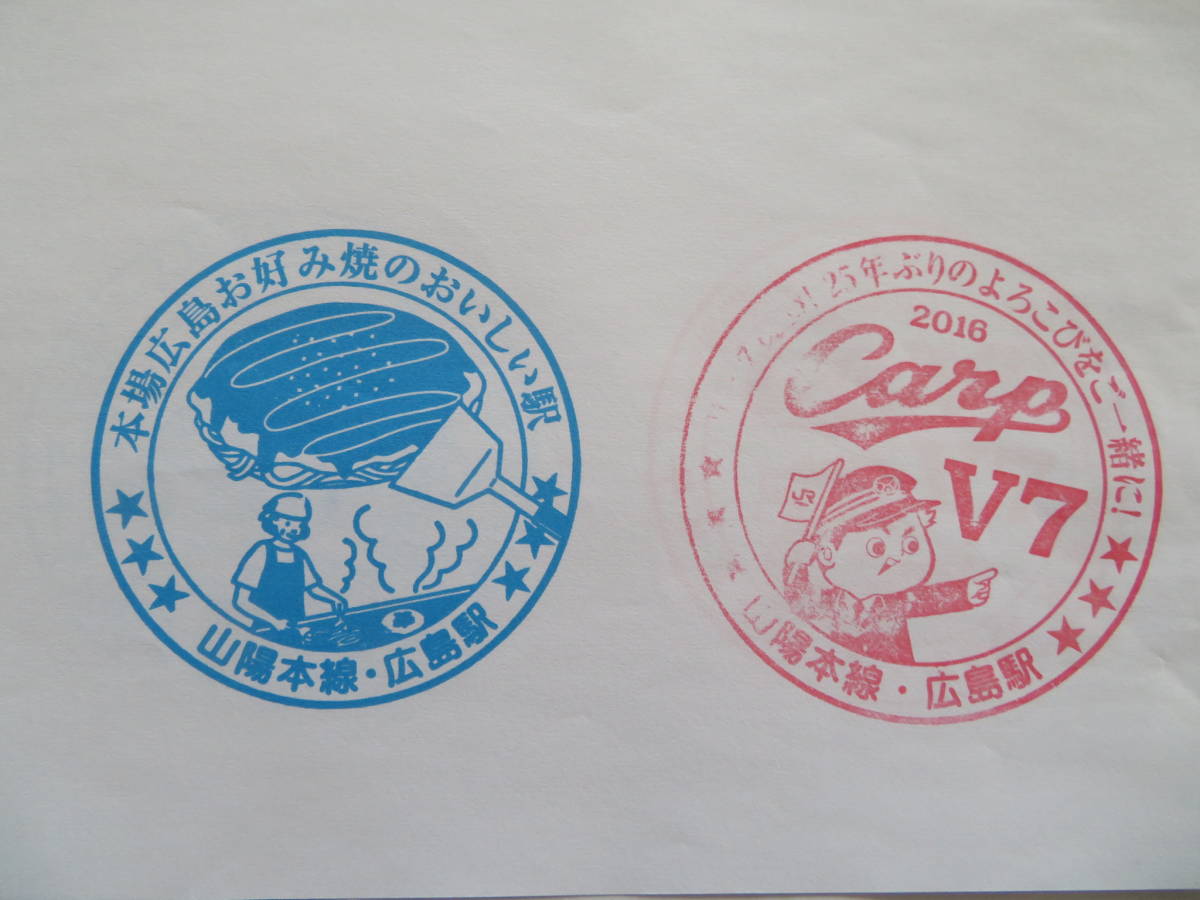 本場広島お好み焼のおいしい駅
山陽本線・広島駅
25年ぶりのよろこびをご一緒に!
2016
Carp
V7
JR
山陽本線・広島駅